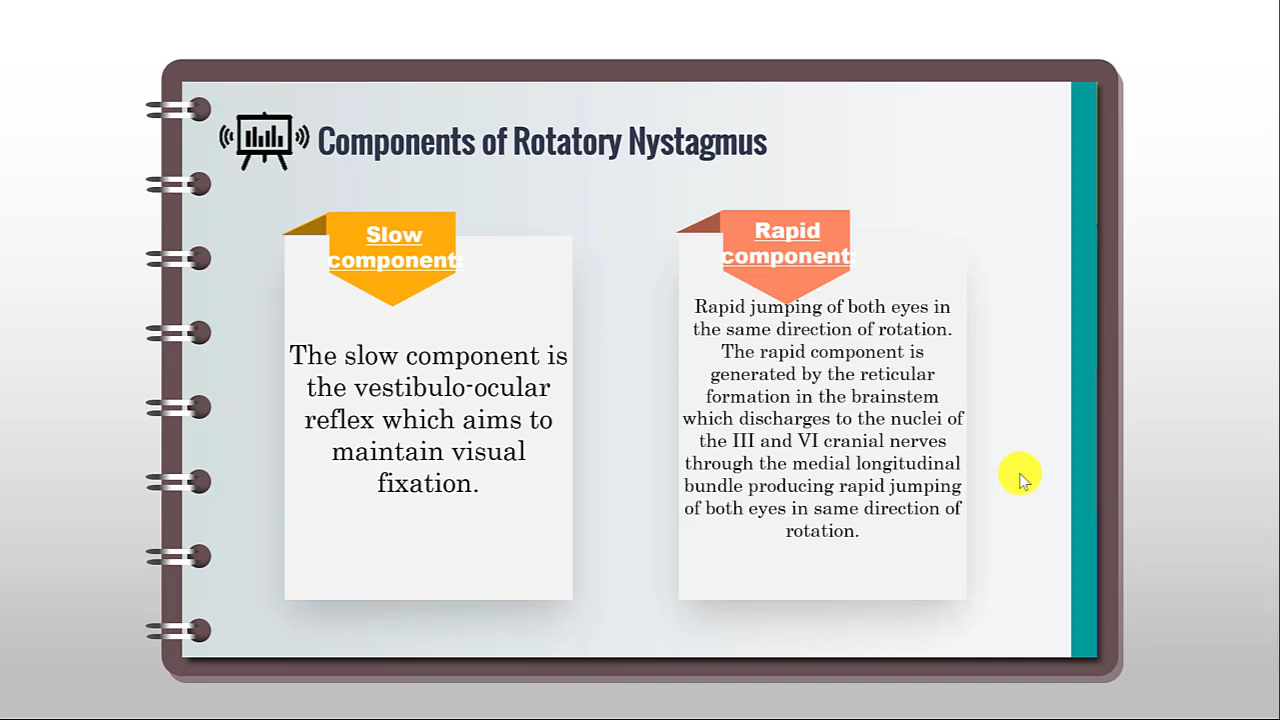 Components of Rotatory Nystagmus
Slow
component:
The slow component is
the vestibulo-ocular
reflex which aims to
maintain visual
fixation.
Rapid
component:
Rapid jumping of both eyes in
the same direction of rotation.
The rapid component is
generated by the reticular
formation in the brainstem
which discharges to the nuclei of
the III and VI cranial nerves
through the medial longitudinal
bundle producing rapid jumping
of both eyes in same direction of
rotation.